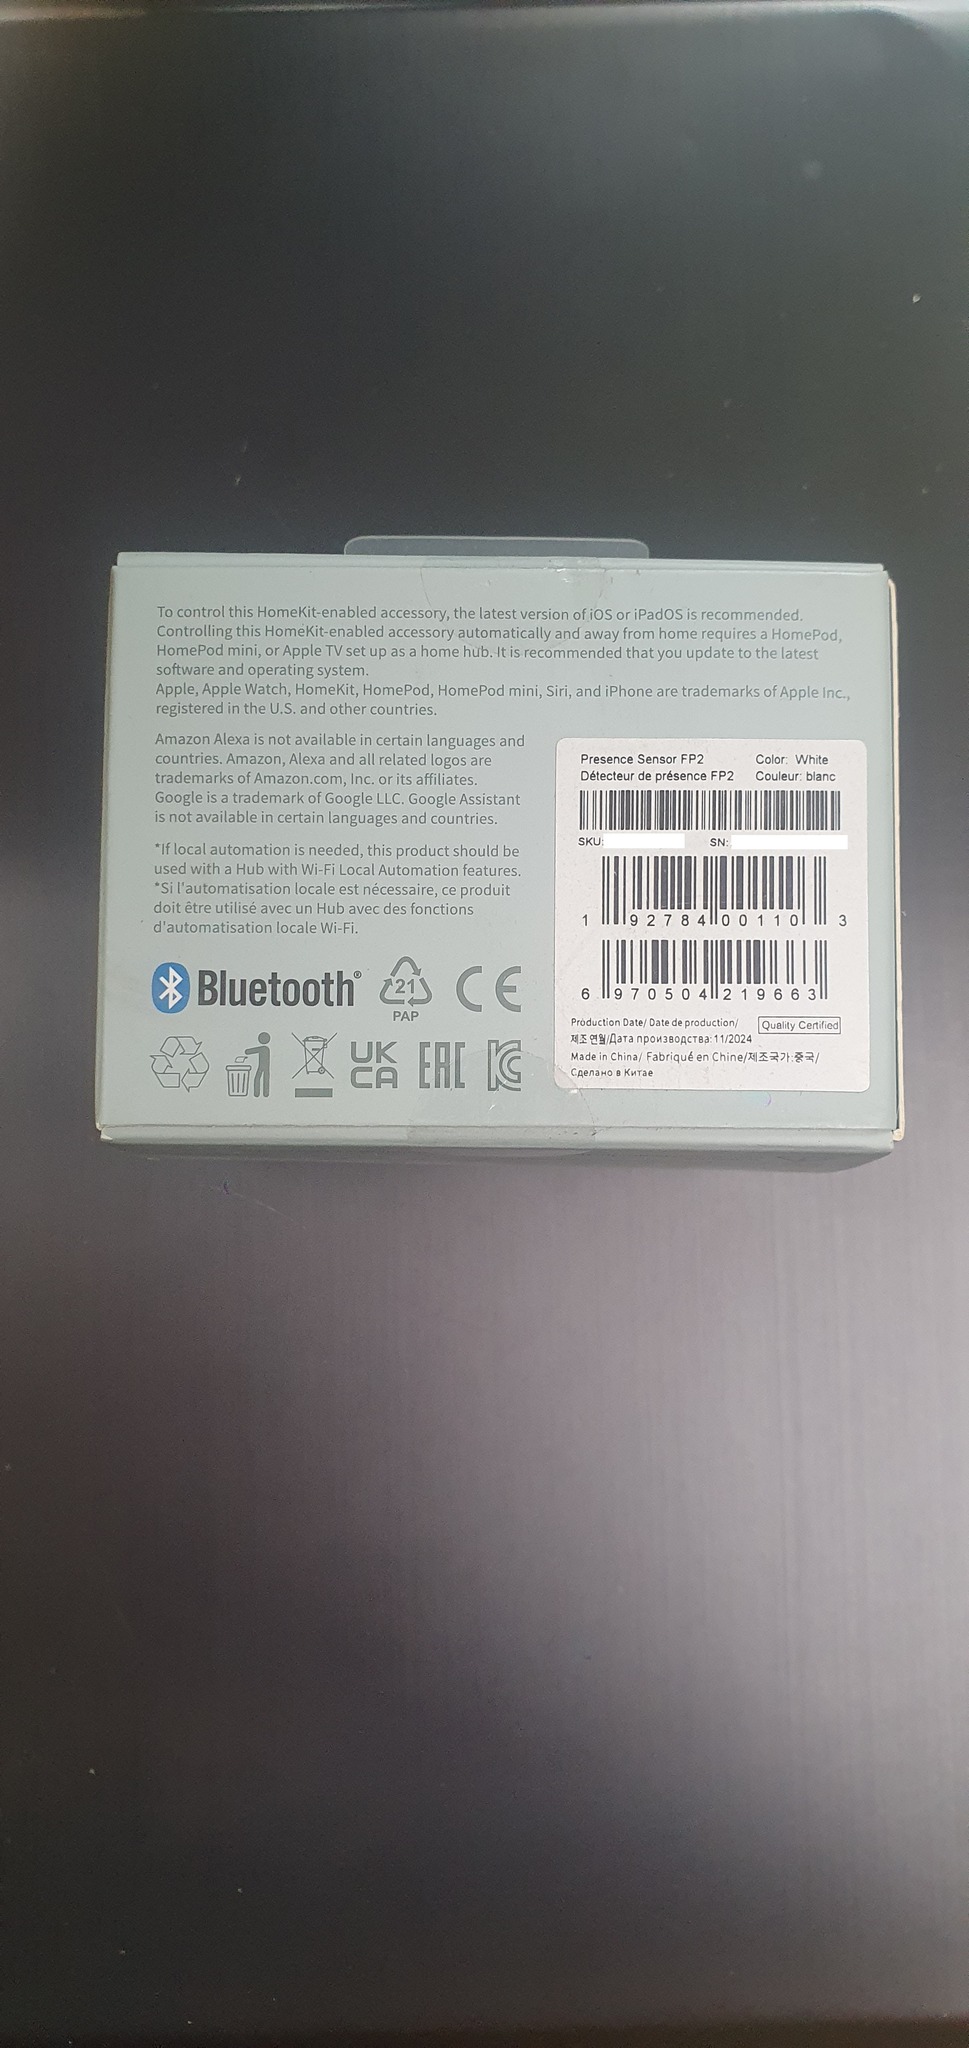 To control this HomeKit-enabled accessory, the latest version of iOS or iPadOS is recommended.
Controlling this HomeKit-enabled accessory automatically and away from home requires a HomePod,
HomePod mini, or Apple TV set up as a home hub. It is recommended that you update to the latest
software and operating system.
Apple, Apple Watch, HomeKit, HomePod, HomePod mini, Siri, and iPhone are trademarks of Apple Inc.,
registered in the U.S. and other countries.
Amazon Alexa is not available in certain languages and
countries. Amazon, Alexa and all related logos are
trademarks of Amazon.com, Inc. or its affiliates.
Google is a trademark of Google LLC. Google Assistant
is not available in certain languages and countries.
*If local automation is needed, this product should be
used with a Hub with Wi-Fi Local Automation features.
*Si l'automatisation locale est nécessaire, ce produit
doit être utilisé avec un Hub avec des fonctions
d'automatisation locale Wi-Fi.
Bluetooth®
21
PAP
CE
UK
CA
EAC
KC
Presence Sensor FP2 Color: White
Détecteur de présence FP2 Couleur: blanc
SKU: SN:
1 92784 00110 3
6 970504 219663
Production Date/ Date de production/
제조 연월/Дата производства: 11/2024
Quality Certified
Made in China/ Fabriqué en Chine/제조국가:중국/
Сделано в Китае